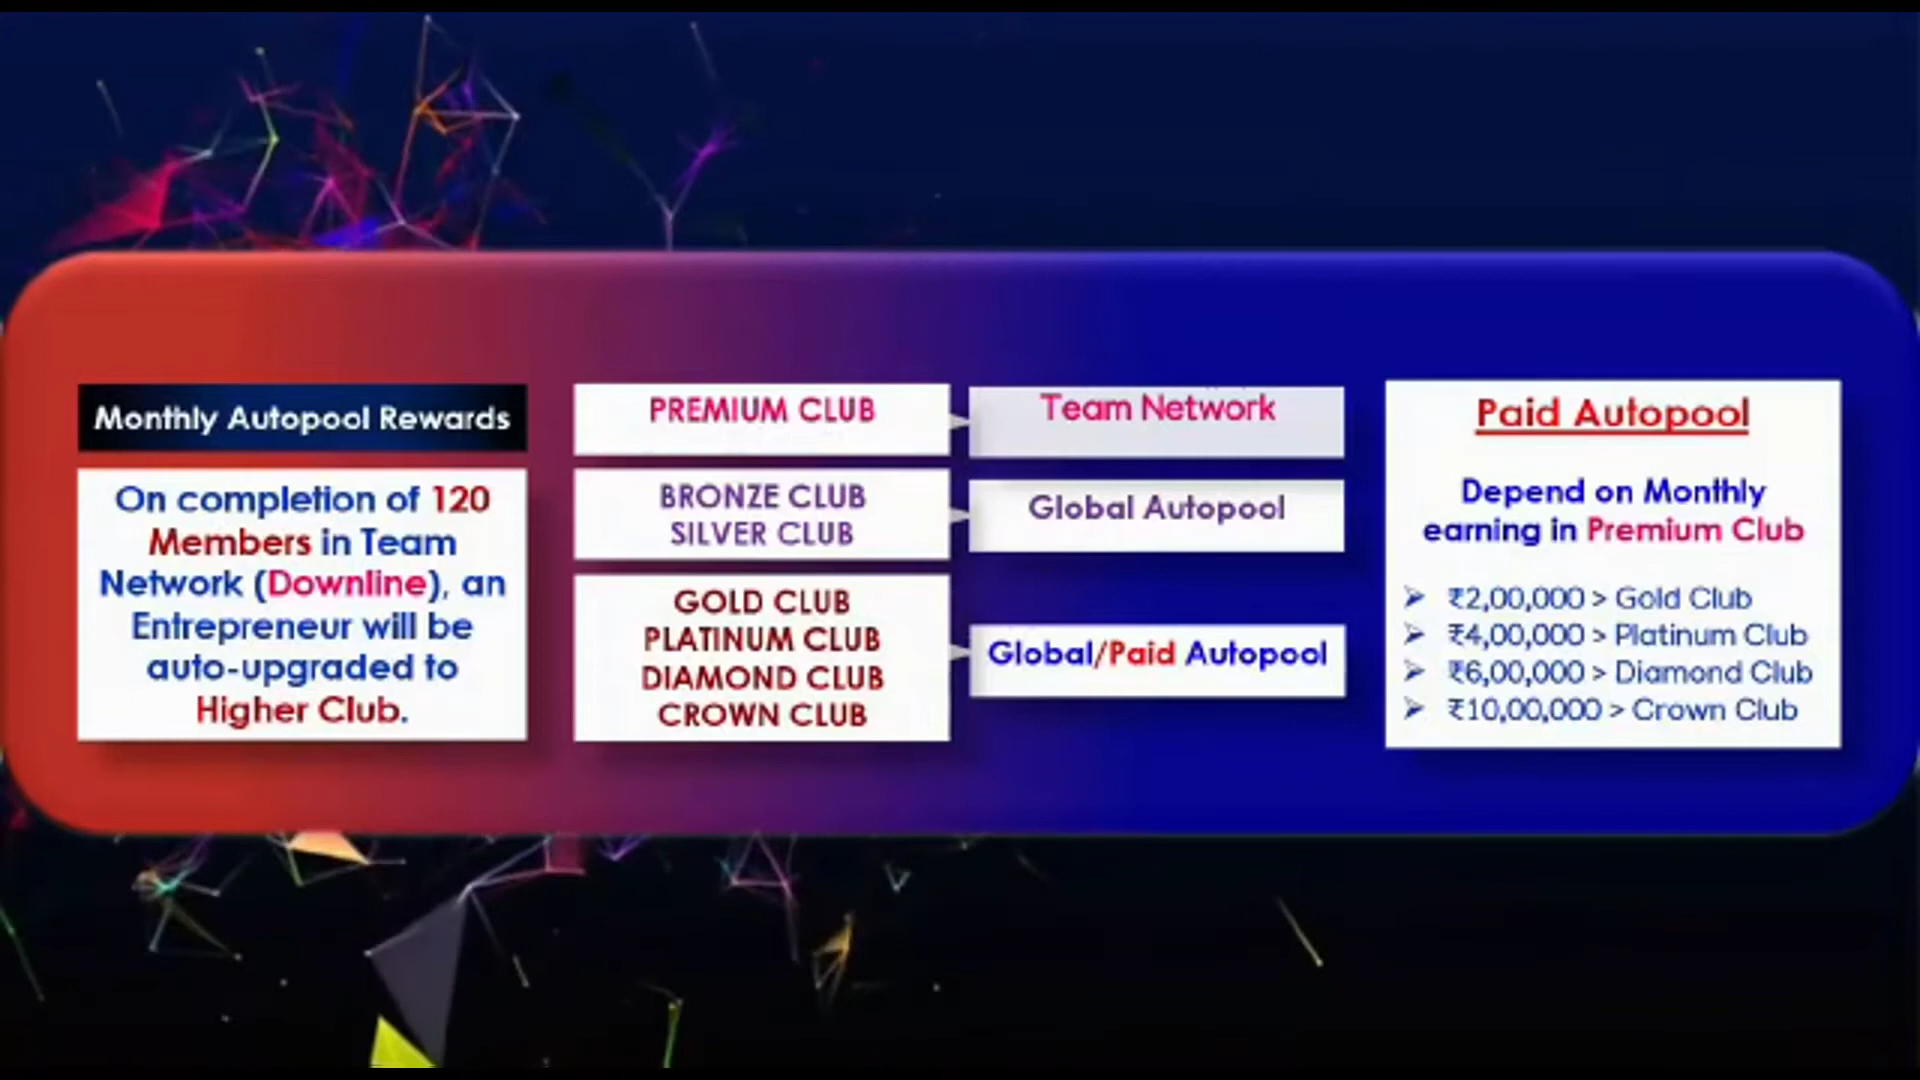 Monthly Autopool Rewards
On completion of 120
Members in Team
Network (Downline), an
Entrepreneur will be
auto-upgraded to
Higher Club.
PREMIUM CLUB
Team Network
BRONZE CLUB
SILVER CLUB
Global Autopool
GOLD CLUB
PLATINUM CLUB
DIAMOND CLUB
CROWN CLUB
Global/Paid Autopool
Paid Autopool
Depend on Monthly
earning in Premium Club
➢ ₹2,00,000 > Gold Club
➢ ₹4,00,000 > Platinum Club
➢ ₹6,00,000 > Diamond Club
➢ ₹10,00,000 > Crown Club